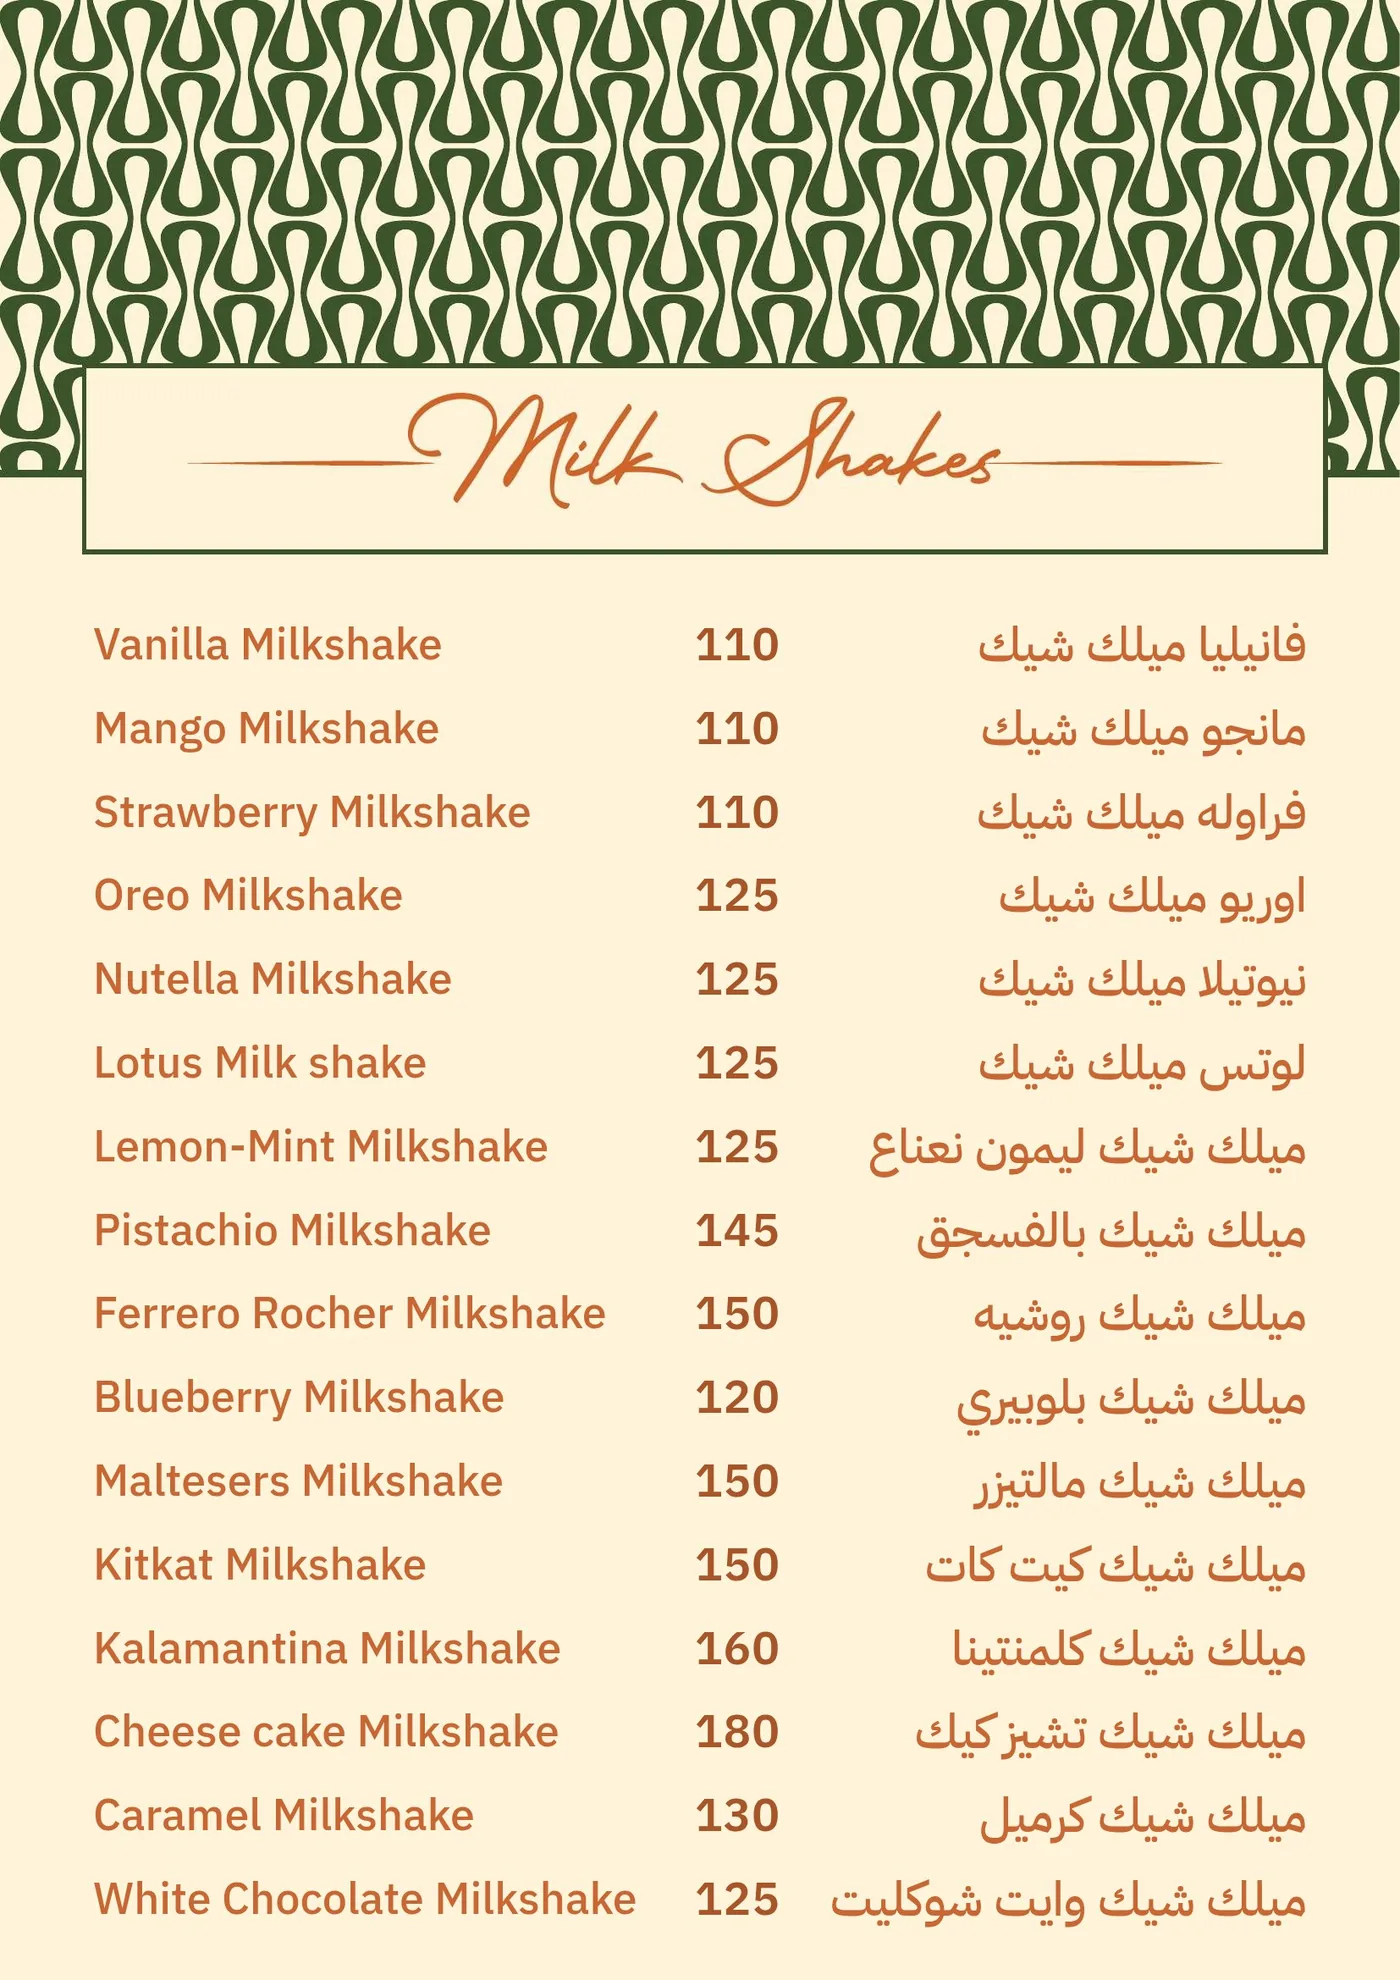 Milk Shakes
Vanilla Milkshake 110 فانيليا ميلك شيك
Mango Milkshake 110 مانجو ميلك شيك
Strawberry Milkshake 110 فراوله ميلك شيك
Oreo Milkshake 125 اوريو ميلك شيك
Nutella Milkshake 125 نيوتيلا ميلك شيك
Lotus Milk shake 125 لوتس ميلك شيك
Lemon-Mint Milkshake 125 ميلك شيك ليمون نعناع
Pistachio Milkshake 145 ميلك شيك بالفسجق
Ferrero Rocher Milkshake 150 ميلك شيك روشيه
Blueberry Milkshake 120 ميلك شيك بلوبيري
Maltesers Milkshake 150 ميلك شيك مالتيزر
Kitkat Milkshake 150 ميلك شيك كيت كات
Kalamantina Milkshake 160 ميلك شيك كلمنتينا
Cheese cake Milkshake 180 ميلك شيك تشيز كيك
Caramel Milkshake 130 ميلك شيك كرميل
White Chocolate Milkshake 125 ميلك شيك وايت شوكليت